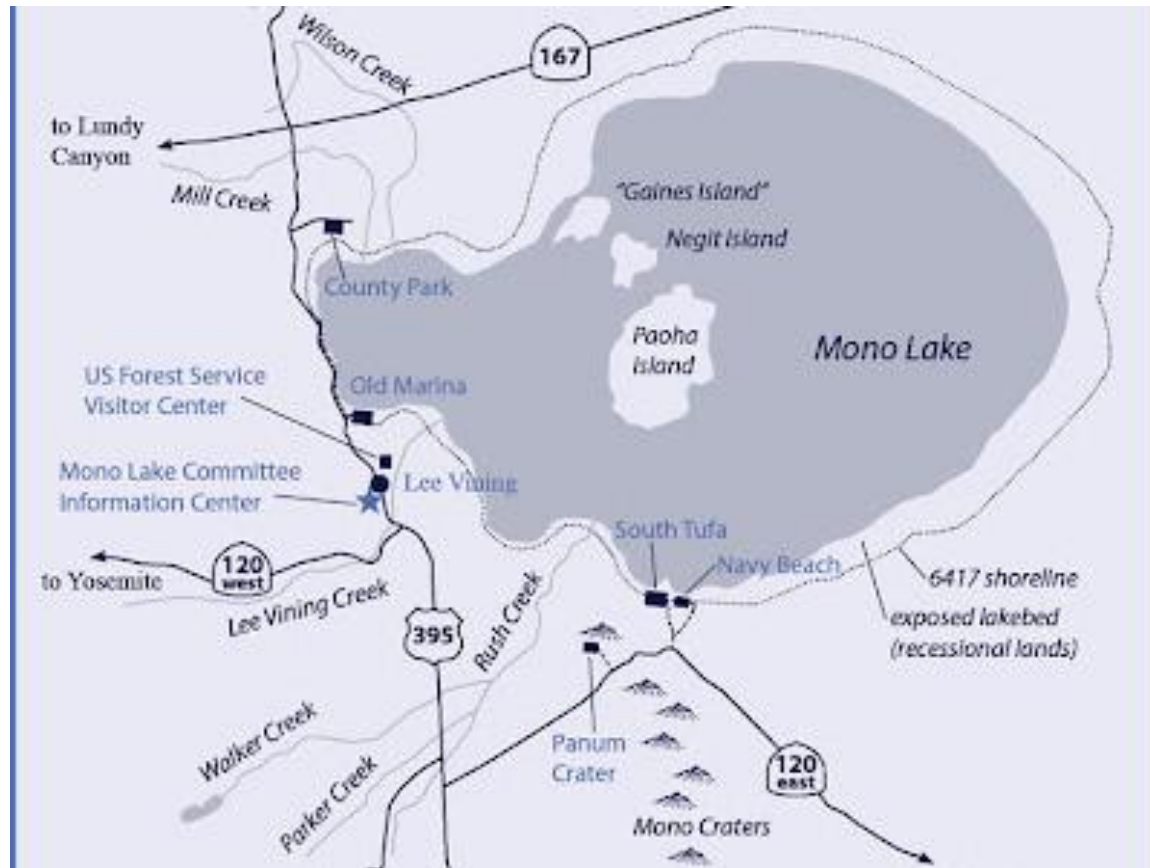 Wilson Creek
167
to Lundy
Canyon
Mill Creek
"Gaines Island"
Negit Island
County Park
Paoha
Island
Mono Lake
US Forest Service
Visitor Center
Old Marina
Mono Lake Committee
Information Center
Lee Vining
South Tufa
Navy Beach
120
west
to Yosemite
Lee Vining Creek
6417 shoreline
exposed lakebed
(recessional lands)
395
Rush Creek
Walker Creek
Parker Creek
Panum
Crater
120
east
Mono Craters